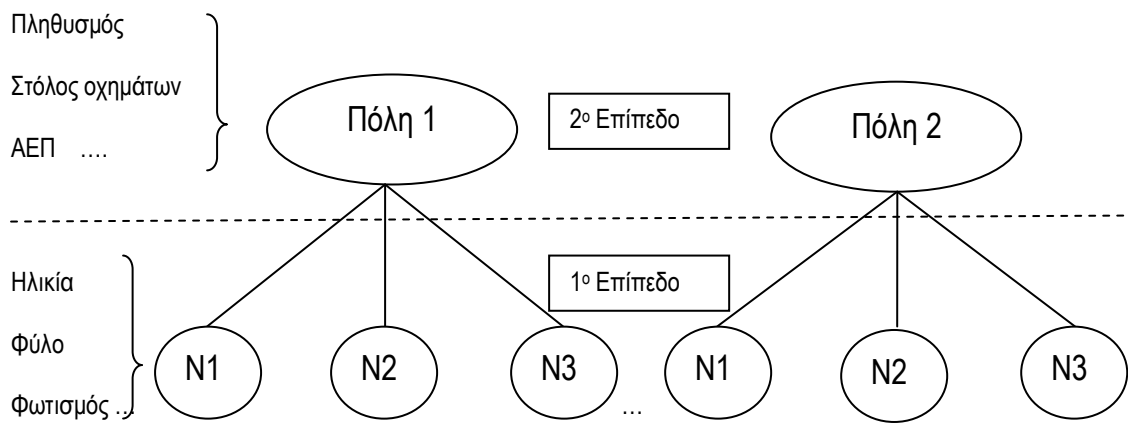 Πληθυσμός
Στόλος οχημάτων
ΑΕΠ ….
Πόλη 1
2ο Επίπεδο
Πόλη 2
Ηλικία
Φύλο
Φωτισμός …
1ο Επίπεδο
N1
N2
N3
…
N1
N2
N3